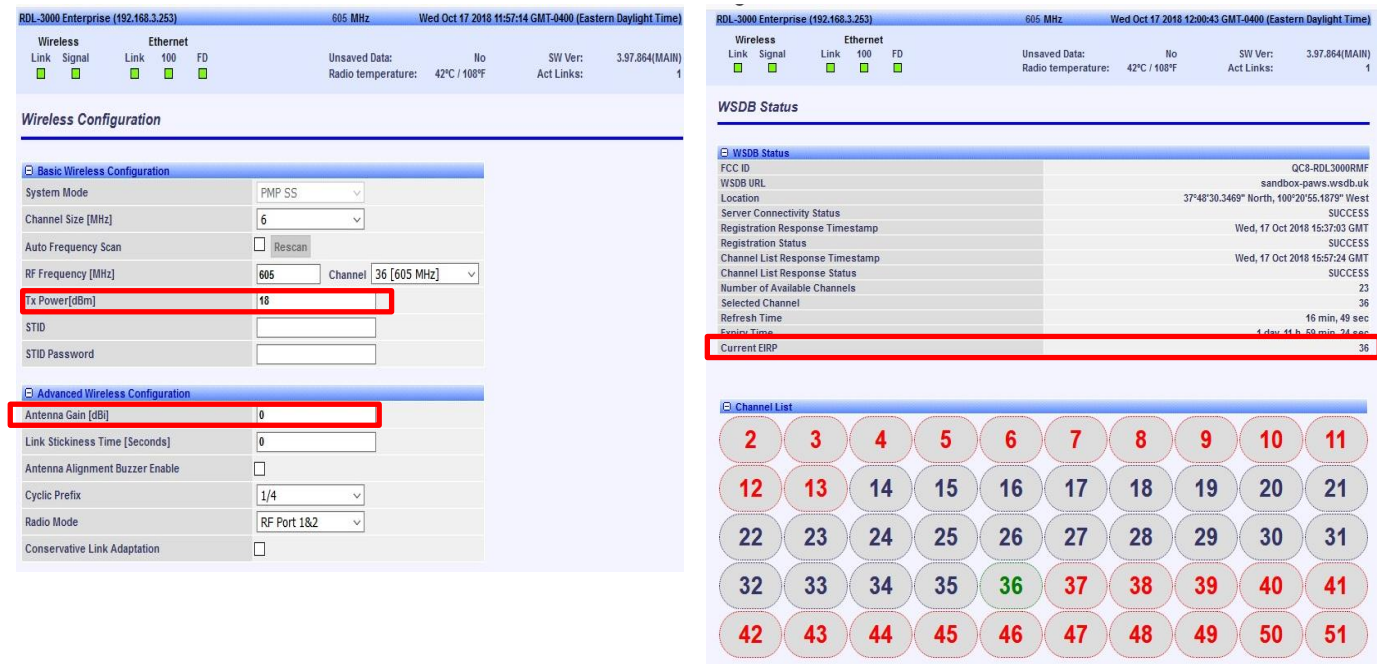 RDL-3000 Enterprise (192.168.3.253) 605 MHz Wed Oct 17 2018 11:57:14 GMT-0400 (Eastern Daylight Time)
Wireless Ethernet
Link Signal Link 100 FD Unsaved Data: No SW Ver: 3.97.864(MAIN)
Radio temperature: 42ºC / 108ºF Act Links: 1
Wireless Configuration
Basic Wireless Configuration
System Mode PMP SS
Channel Size [MHz] 6
Auto Frequency Scan Rescan
RF Frequency [MHz] 605 Channel 36 [605 MHz]
Tx Power[dBm] 18
STID
STID Password
Advanced Wireless Configuration
Antenna Gain [dBi] 0
Link Stickiness Time [Seconds] 0
Antenna Alignment Buzzer Enable
Cyclic Prefix 1/4
Radio Mode RF Port 1&2
Conservative Link Adaptation
RDL-3000 Enterprise (192.168.3.253) 605 MHz Wed Oct 17 2018 12:00:43 GMT-0400 (Eastern Daylight Time)
Wireless Ethernet
Link Signal Link 100 FD Unsaved Data: No SW Ver: 3.97.864(MAIN)
Radio temperature: 42ºC / 108ºF Act Links: 1
WSDB Status
WSDB Status
FCC ID QC8-RDL3000RMF
WSDB URL sandbox-paws.wsdb.uk
Location 37º48'30.3469" North, 100º20'55.1879" West
Server Connectivity Status SUCCESS
Registration Response Timestamp Wed, 17 Oct 2018 15:37:03 GMT
Registration Status SUCCESS
Channel List Response Timestamp Wed, 17 Oct 2018 15:57:24 GMT
Channel List Response Status SUCCESS
Number of Available Channels 23
Selected Channel 36
Refresh Time 16 min, 49 sec
Expiry Time 1 day, 11 h, 59 min, 24 sec
Current EIRP 36
Channel List
2 3 4 5 6 7 8 9 10 11
12 13 14 15 16 17 18 19 20 21
22 23 24 25 26 27 28 29 30 31
32 33 34 35 36 37 38 39 40 41
42 43 44 45 46 47 48 49 50 51